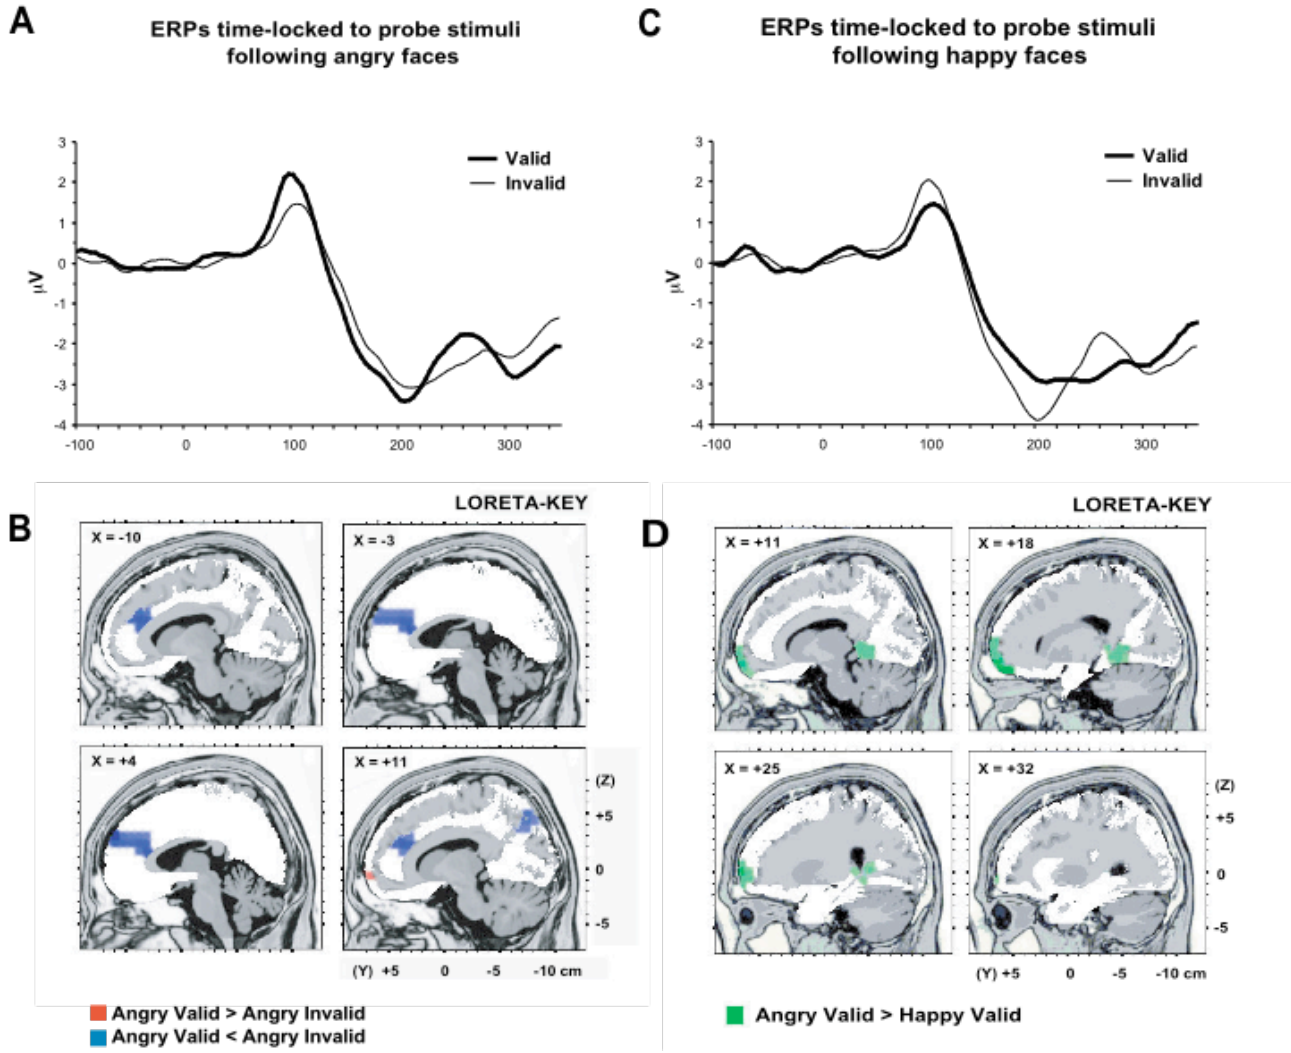 A
ERPs time-locked to probe stimuli
following angry faces
3
2
1
0
-1
-2
-3
-4
µV
Valid
Invalid
-100 0 100 200 300
C
ERPs time-locked to probe stimuli
following happy faces
3
2
1
0
-1
-2
-3
-4
µV
Valid
Invalid
-100 0 100 200 300
B
LORETA-KEY
X = -10
X = -3
X = +4
X = +11
(Z)
+5
0
-5
(Y) +5 0 -5 -10 cm
Angry Valid > Angry Invalid
Angry Valid < Angry Invalid
D
LORETA-KEY
X = +11
X = +18
X = +25
X = +32
(Z)
+5
0
-5
(Y) +5 0 -5 -10 cm
Angry Valid > Happy Valid